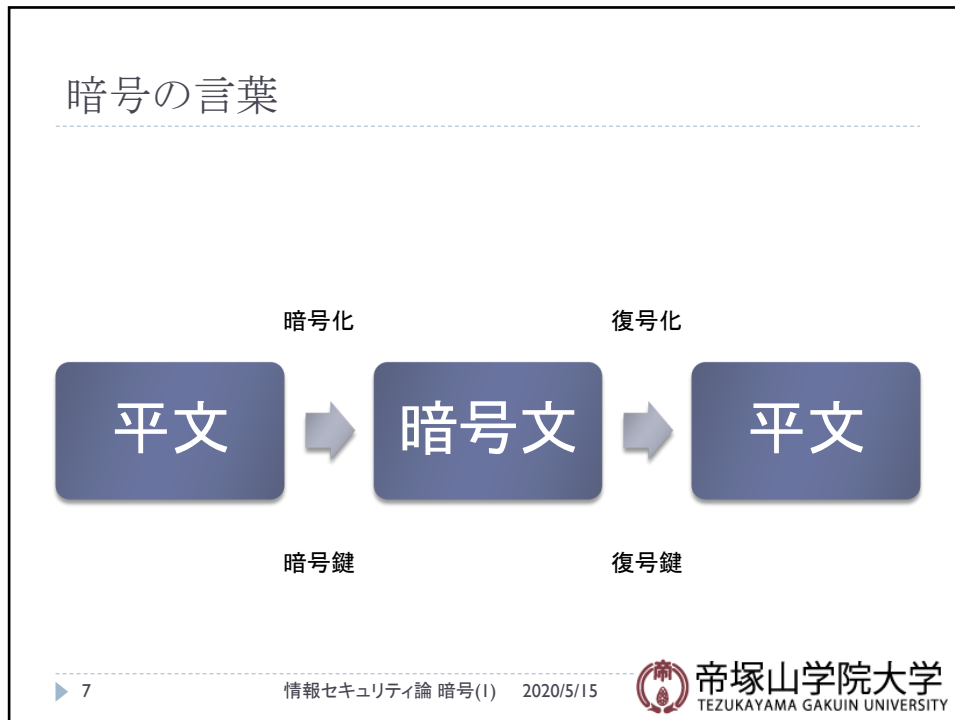 暗号の言葉
暗号化 復号化
平文 暗号文 平文
暗号鍵 復号鍵
7 情報セキュリティ論 暗号(1) 2020/5/15
帝塚山学院大学
TEZUKAYAMA GAKUIN UNIVERSITY